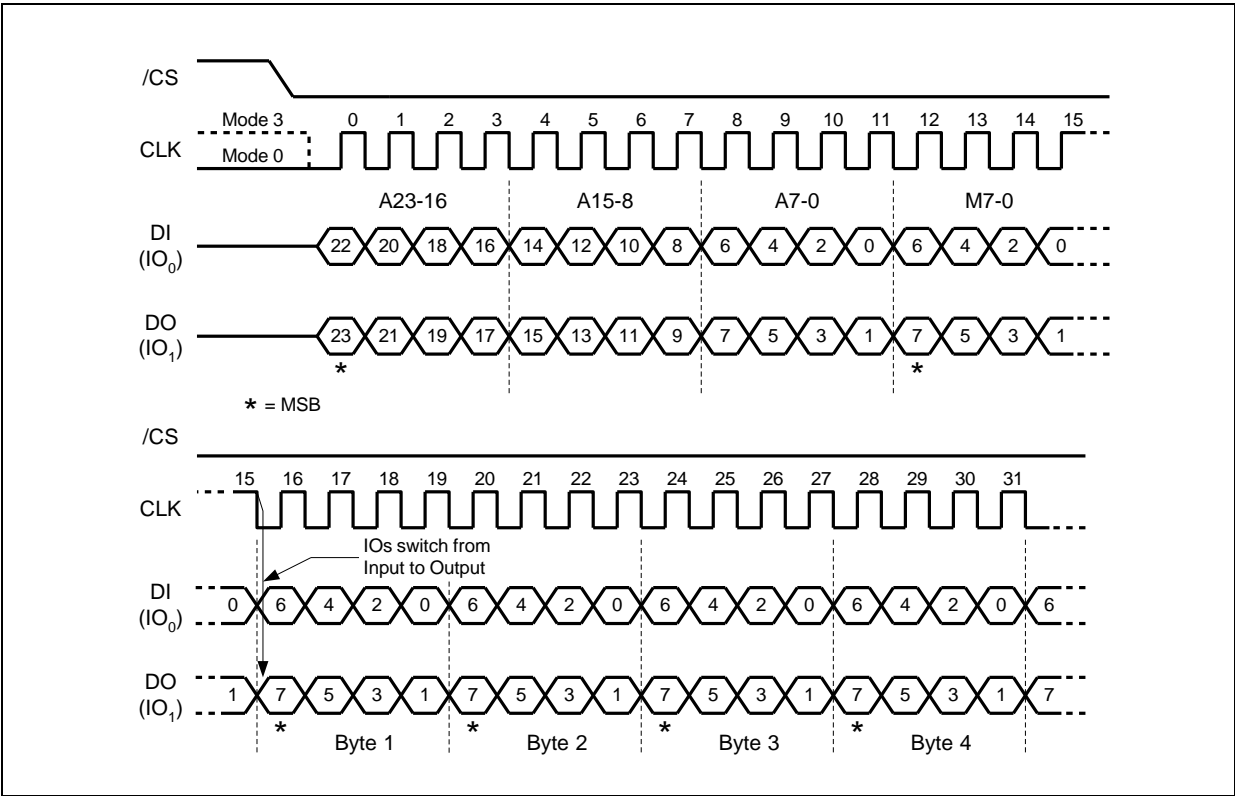 /CS
Mode 3 0 1 2 3 4 5 6 7 8 9 10 11 12 13 14 15
CLK
Mode 0
A23-16 A15-8 A7-0 M7-0
DI
(IO0)
22 20 18 16 14 12 10 8 6 4 2 0 6 4 2 0
DO
(IO1)
23 21 19 17 15 13 11 9 7 5 3 1 7 5 3 1
* *
* = MSB
/CS
15 16 17 18 19 20 21 22 23 24 25 26 27 28 29 30 31
CLK
IOs switch from
Input to Output
DI
(IO0)
0 6 4 2 0 6 4 2 0 6 4 2 0 6 4 2 0 6
DO
(IO1)
1 7 5 3 1 7 5 3 1 7 5 3 1 7 5 3 1 7
* * * *
Byte 1 Byte 2 Byte 3 Byte 4